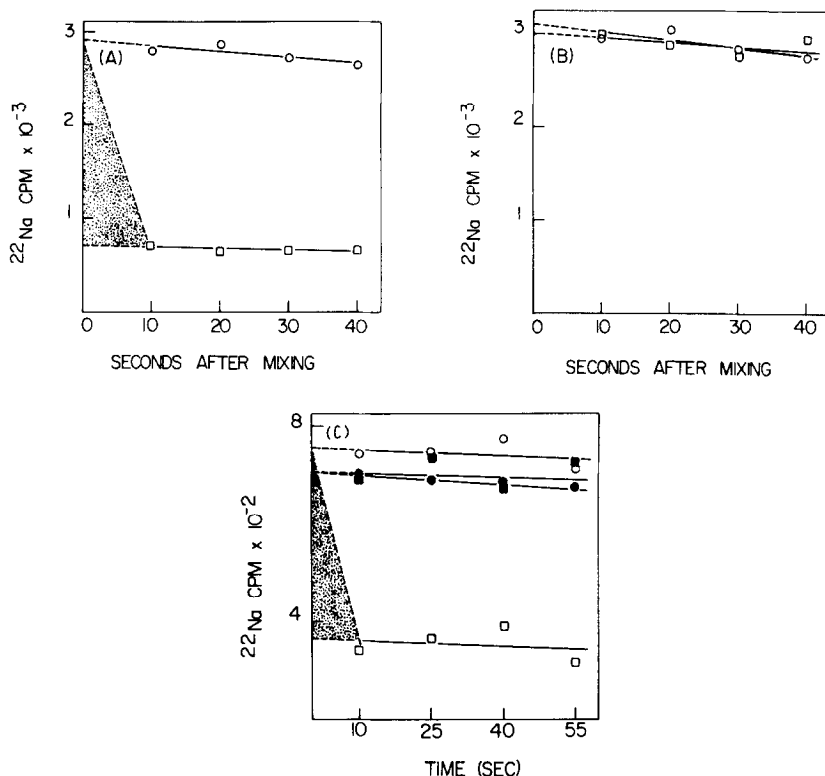 (A)
3
2
1
²²Na CPM x 10⁻³
0 10 20 30 40
SECONDS AFTER MIXING
(B)
3
2
1
²²Na CPM x 10⁻³
0 10 20 30 40
SECONDS AFTER MIXING
(C)
8
4
²²Na CPM x 10⁻²
10 25 40 55
TIME (SEC)